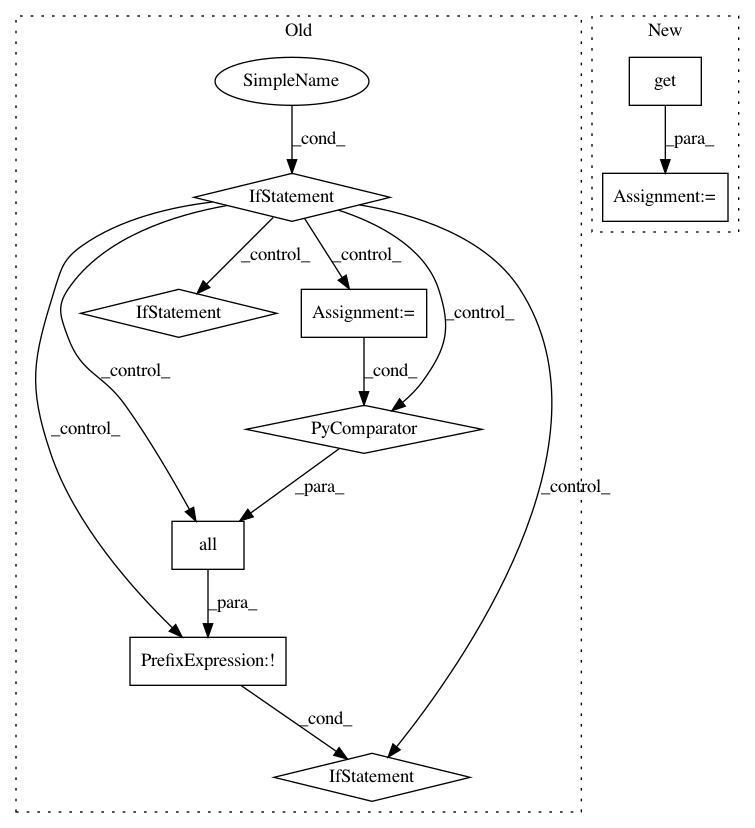 Old
New
SimpleName
get
_cond_
_para_
IfStatement
Assignment:=
_control_
_control_
IfStatement
Assignment:=
_control_
_control_
_cond_
_control_
PyComparator
_para_
_control_
all
_para_
PrefixExpression:!
_cond_
IfStatement